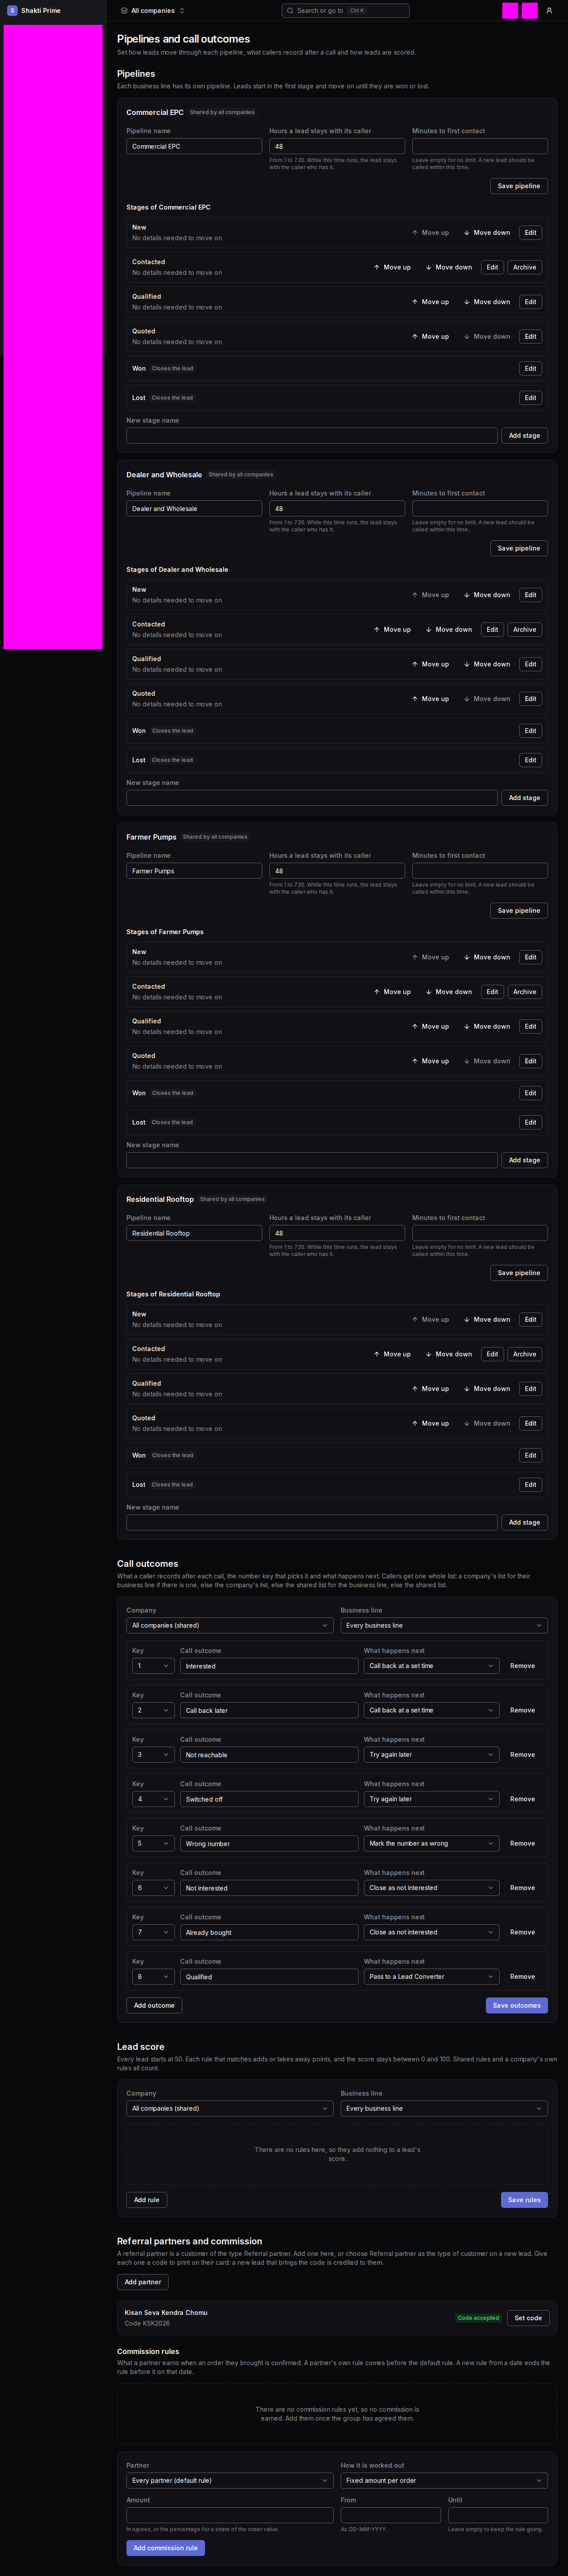 S Shakti Prime
All companies
Search or go to Ctrl K
Pipelines and call outcomes
Set how leads move through each pipeline, what callers record after a call and how leads are scored.
Pipelines
Each business line has its own pipeline. Leads start in the first stage and move on until they are won or lost.
Commercial EPC Shared by all companies
Pipeline name Hours a lead stays with its caller Minutes to first contact
Commercial EPC 48
From 1 to 720. While this time runs, the lead stays Leave empty for no limit. A new lead should be
with the caller who has it. called within this time.
Save pipeline
Stages of Commercial EPC
New
No details needed to move on
Move up Move down Edit
Contacted
No details needed to move on
Move up Move down Edit Archive
Qualified
No details needed to move on
Move up Move down Edit
Quoted
No details needed to move on
Move up Move down Edit
Won Closes the lead Edit
Lost Closes the lead Edit
New stage name
Add stage
Dealer and Wholesale Shared by all companies
Pipeline name Hours a lead stays with its caller Minutes to first contact
Dealer and Wholesale 48
From 1 to 720. While this time runs, the lead stays Leave empty for no limit. A new lead should be
with the caller who has it. called within this time.
Save pipeline
Stages of Dealer and Wholesale
New
No details needed to move on
Move up Move down Edit
Contacted
No details needed to move on
Move up Move down Edit Archive
Qualified
No details needed to move on
Move up Move down Edit
Quoted
No details needed to move on
Move up Move down Edit
Won Closes the lead Edit
Lost Closes the lead Edit
New stage name
Add stage
Farmer Pumps Shared by all companies
Pipeline name Hours a lead stays with its caller Minutes to first contact
Farmer Pumps 48
From 1 to 720. While this time runs, the lead stays Leave empty for no limit. A new lead should be
with the caller who has it. called within this time.
Save pipeline
Stages of Farmer Pumps
New
No details needed to move on
Move up Move down Edit
Contacted
No details needed to move on
Move up Move down Edit Archive
Qualified
No details needed to move on
Move up Move down Edit
Quoted
No details needed to move on
Move up Move down Edit
Won Closes the lead Edit
Lost Closes the lead Edit
New stage name
Add stage
Residential Rooftop Shared by all companies
Pipeline name Hours a lead stays with its caller Minutes to first contact
Residential Rooftop 48
From 1 to 720. While this time runs, the lead stays Leave empty for no limit. A new lead should be
with the caller who has it. called within this time.
Save pipeline
Stages of Residential Rooftop
New
No details needed to move on
Move up Move down Edit
Contacted
No details needed to move on
Move up Move down Edit Archive
Qualified
No details needed to move on
Move up Move down Edit
Quoted
No details needed to move on
Move up Move down Edit
Won Closes the lead Edit
Lost Closes the lead Edit
New stage name
Add stage
Call outcomes
What a caller records after each call, the number key that picks it and what happens next. Callers get one whole list: a company's list for their
business line if there is one, else the company's list, else the shared list for the business line, else the shared list.
Company Business line
All companies (shared) Every business line
Key Call outcome What happens next
1 Interested Call back at a set time Remove
Key Call outcome What happens next
2 Call back later Call back at a set time Remove
Key Call outcome What happens next
3 Not reachable Try again later Remove
Key Call outcome What happens next
4 Switched off Try again later Remove
Key Call outcome What happens next
5 Wrong number Mark the number as wrong Remove
Key Call outcome What happens next
6 Not interested Close as not interested Remove
Key Call outcome What happens next
7 Already bought Close as not interested Remove
Key Call outcome What happens next
8 Qualified Pass to a Lead Converter Remove
Add outcome Save outcomes
Lead score
Every lead starts at 50. Each rule that matches adds or takes away points, and the score stays between 0 and 100. Shared rules and a company's own
rules all count.
Company Business line
All companies (shared) Every business line
There are no rules here, so they add nothing to a lead's
score.
Add rule Save rules
Referral partners and commission
A referral partner is a customer of the type Referral partner. Add one here, or choose Referral partner as the type of customer on a new lead. Give
each one a code to print on their card: a new lead that brings the code is credited to them.
Add partner
Kisan Seva Kendra Chomu
Code KSK2026
Code accepted Set code
Commission rules
What a partner earns when an order they brought is confirmed. A partner's own rule comes before the default rule. A new rule from a date ends the
rule before it on that date.
There are no commission rules yet, so no commission is
earned. Add them once the group has agreed them.
Partner How it is worked out
Every partner (default rule) Fixed amount per order
Amount From Until
In rupees, or the percentage for a share of the order value. As DD-MM-YYYY. Leave empty to keep the rule going.
Add commission rule